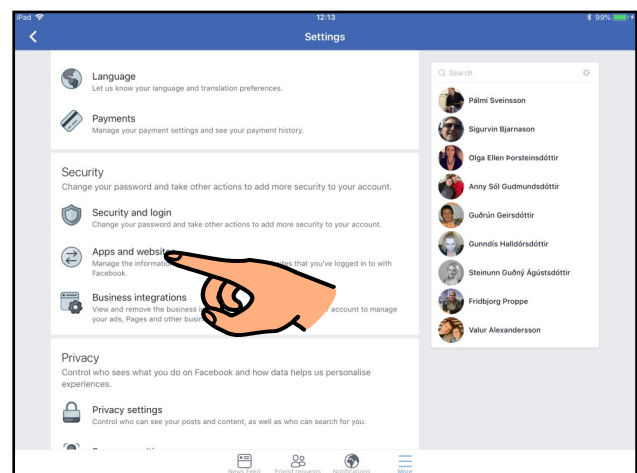 iPad 12:13 99%
Settings
Language
Let us know your language and translation preferences.
Payments
Manage your payment settings and see your payment history.
Security
Change your password and take other actions to add more security to your account.
Security and login
Change your password and take other actions to add more security to your account.
Apps and websites
Manage the information sites that you've logged in to with
Facebook.
Business integrations
View and remove the business account to manage
your ads, Pages and other
Privacy
Control who sees what you do on Facebook and how data helps us personalise
experiences.
Privacy settings
Control who can see your posts and content, as well as who can search for you.
Search
Pálmi Sveinsson
Sigurvin Bjarnason
Olga Ellen Þorsteinsdóttir
Anny Sól Gudmundsdóttir
Guðrún Geirsdóttir
Gunndís Halldórsdóttir
Steinunn Guðný Ágústsdóttir
Fridbjorg Proppe
Valur Alexandersson
News Feed Friend requests Notifications More